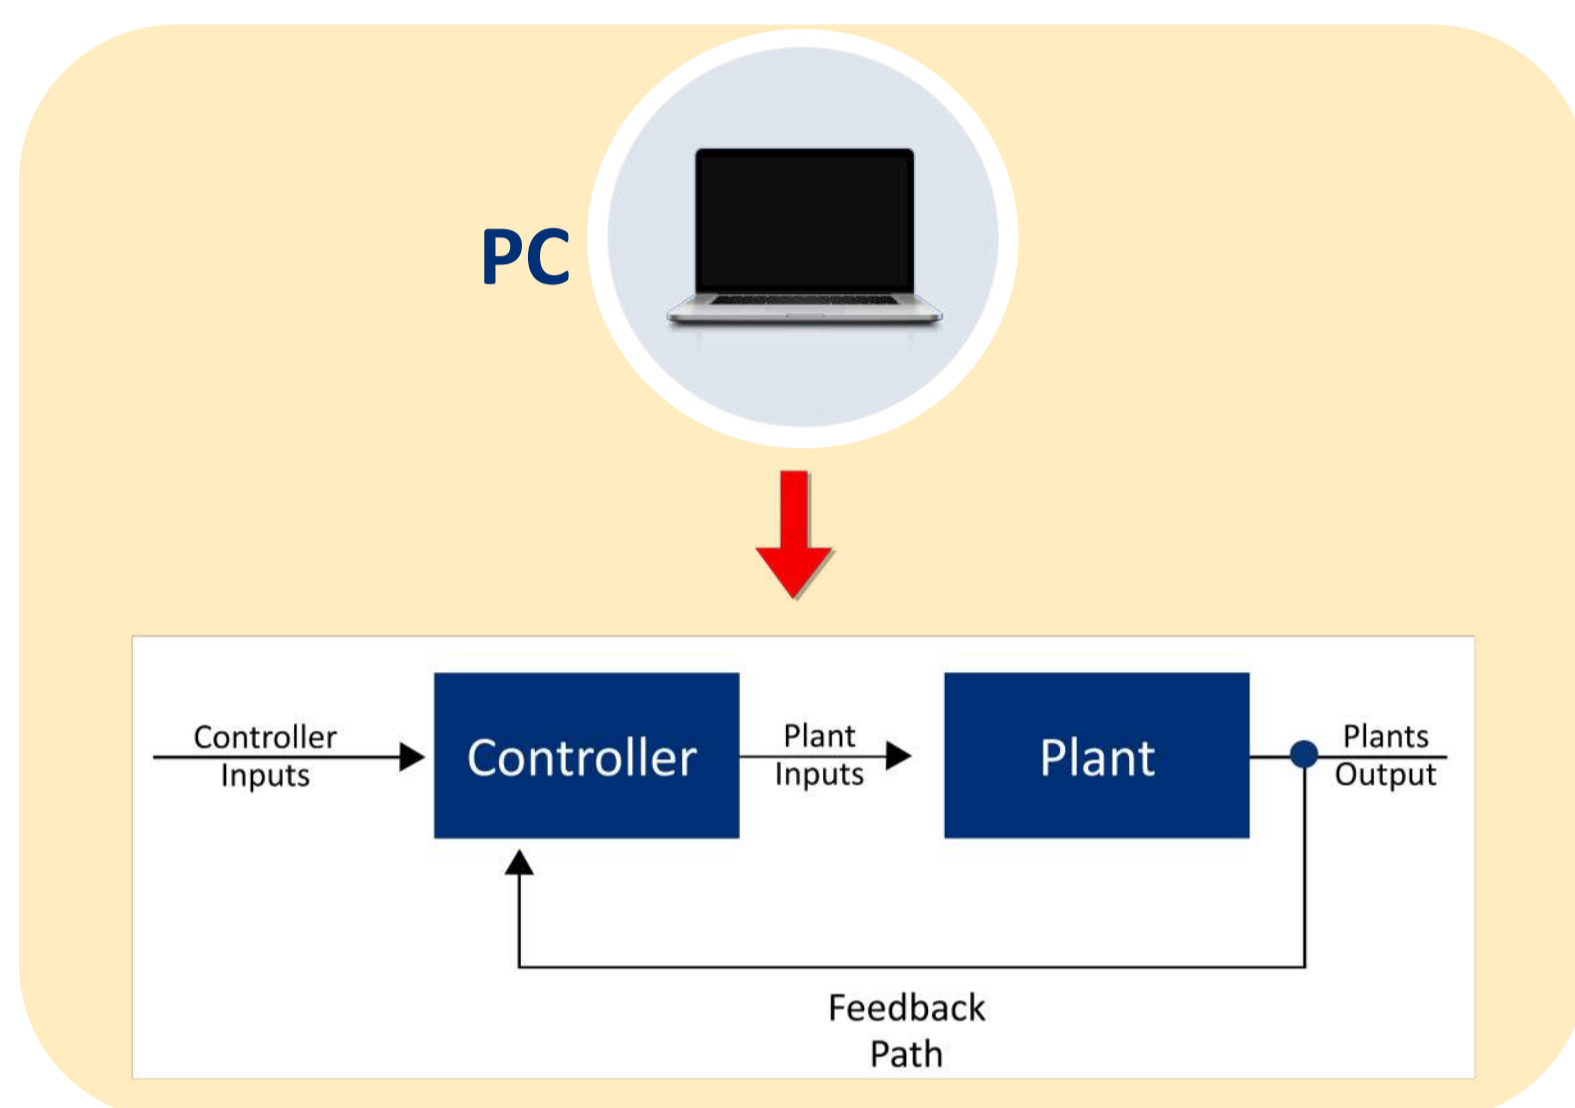 PC
Controller
Inputs
Controller
Plant
Inputs
Plant
Plants
Output
Feedback
Path